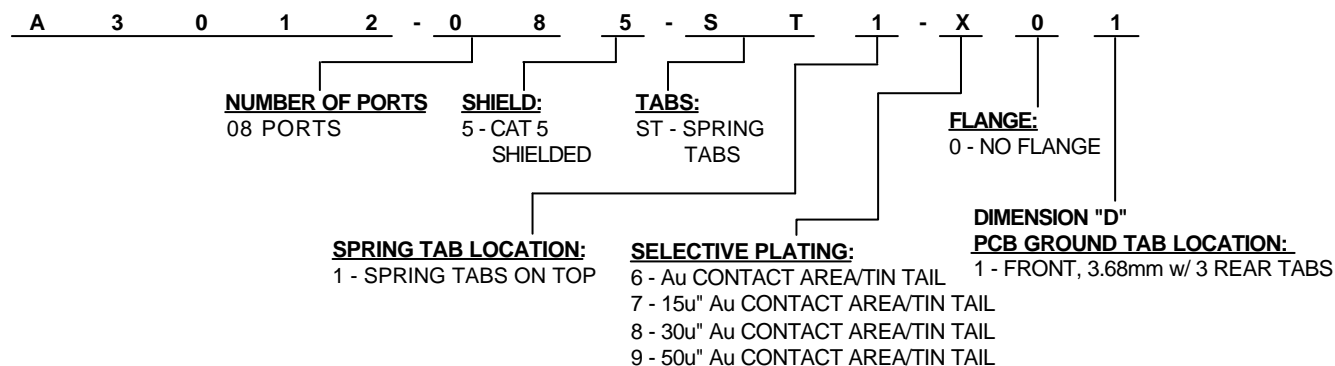 A 3 0 1 2 - 0 8 5 - S T 1 - X 0 1
NUMBER OF PORTS
08 PORTS
SHIELD:
5 - CAT 5
SHIELDED
TABS:
ST - SPRING
TABS
FLANGE:
0 - NO FLANGE
SPRING TAB LOCATION:
1 - SPRING TABS ON TOP
SELECTIVE PLATING:
6 - Au CONTACT AREA/TIN TAIL
7 - 15u" Au CONTACT AREA/TIN TAIL
8 - 30u" Au CONTACT AREA/TIN TAIL
9 - 50u" Au CONTACT AREA/TIN TAIL
DIMENSION "D"
PCB GROUND TAB LOCATION:
1 - FRONT, 3.68mm w/ 3 REAR TABS